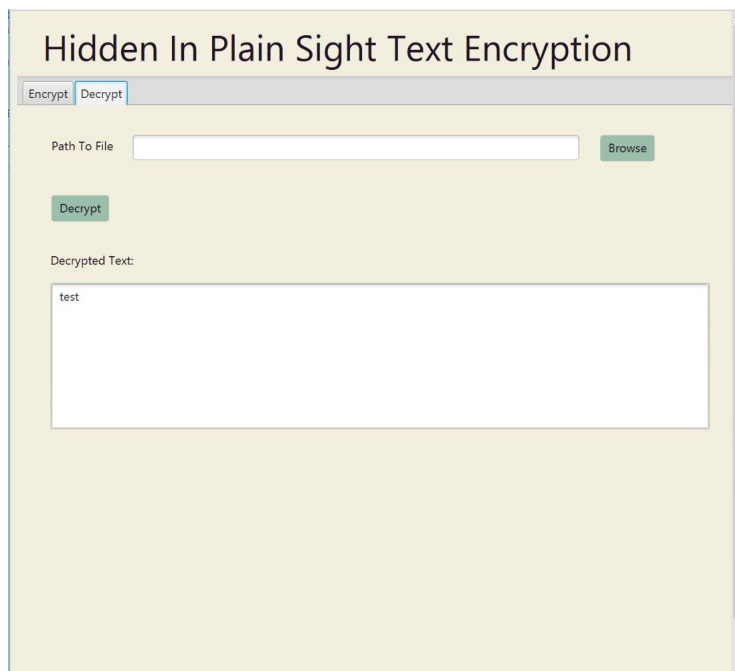 Hidden In Plain Sight Text Encryption
Encrypt Decrypt
Path To File Browse
Decrypt
Decrypted Text:
test